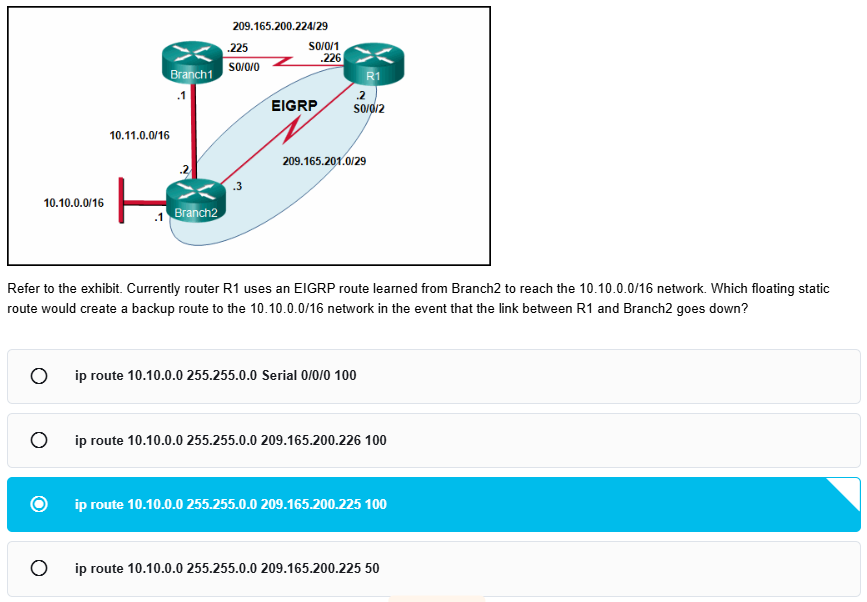 209.165.200.224/29
.225
S0/0/1
.226
S0/0/0
Branch1
R1
.1
.2
EIGRP
S0/0/2
10.11.0.0/16
209.165.201.0/29
.2
.3
10.10.0.0/16
Branch2
.1
Refer to the exhibit. Currently router R1 uses an EIGRP route learned from Branch2 to reach the 10.10.0.0/16 network. Which floating static
route would create a backup route to the 10.10.0.0/16 network in the event that the link between R1 and Branch2 goes down?
ip route 10.10.0.0 255.255.0.0 Serial 0/0/0 100
ip route 10.10.0.0 255.255.0.0 209.165.200.226 100
ip route 10.10.0.0 255.255.0.0 209.165.200.225 100
ip route 10.10.0.0 255.255.0.0 209.165.200.225 50